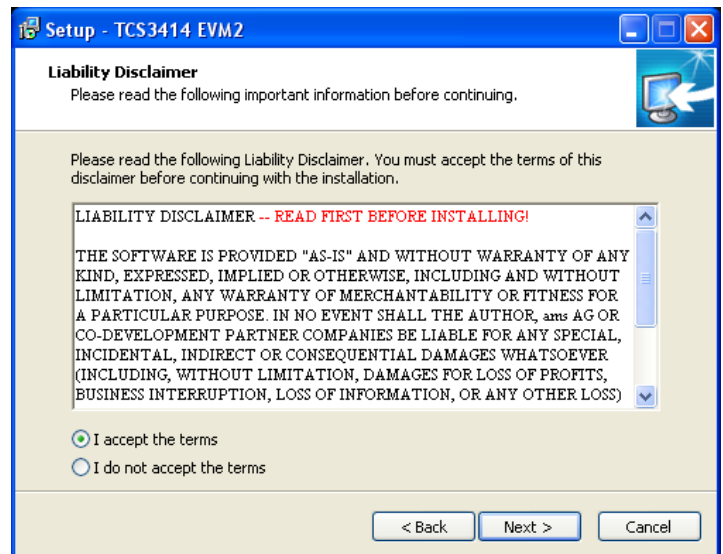 Setup - TCS3414 EVM2
Liability Disclaimer
Please read the following important information before continuing.
Please read the following Liability Disclaimer. You must accept the terms of this
disclaimer before continuing with the installation.
LIABILITY DISCLAIMER -- READ FIRST BEFORE INSTALLING!
THE SOFTWARE IS PROVIDED "AS-IS" AND WITHOUT WARRANTY OF ANY
KIND, EXPRESSED, IMPLIED OR OTHERWISE, INCLUDING AND WITHOUT
LIMITATION, ANY WARRANTY OF MERCHANTABILITY OR FITNESS FOR
A PARTICULAR PURPOSE. IN NO EVENT SHALL THE AUTHOR, ams AG OR
CO-DEVELOPMENT PARTNER COMPANIES BE LIABLE FOR ANY SPECIAL,
INCIDENTAL, INDIRECT OR CONSEQUENTIAL DAMAGES WHATSOEVER
(INCLUDING, WITHOUT LIMITATION, DAMAGES FOR LOSS OF PROFITS,
BUSINESS INTERRUPTION, LOSS OF INFORMATION, OR ANY OTHER LOSS)
I accept the terms
I do not accept the terms
< Back Next > Cancel